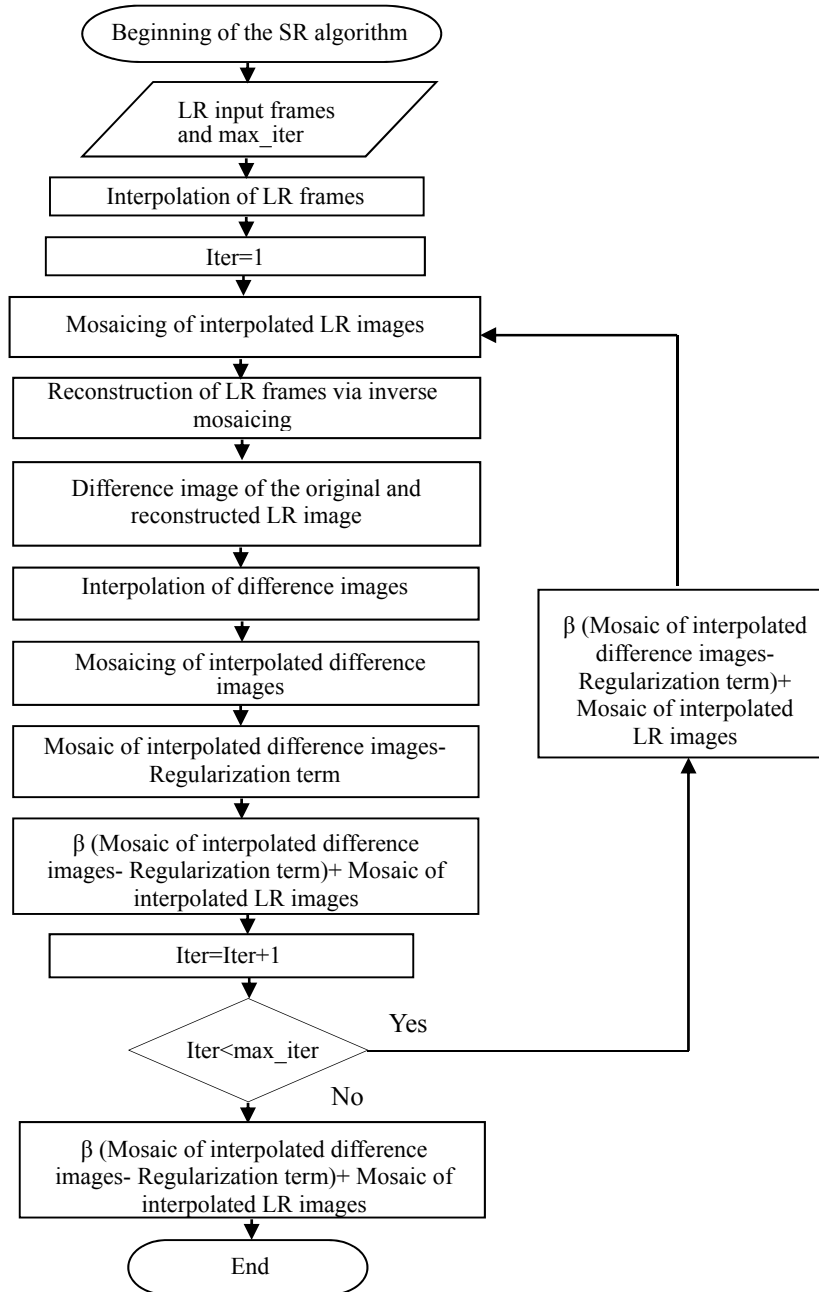 Beginning of the SR algorithm
LR input frames
and max_iter
Interpolation of LR frames
Iter=1
Mosaicing of interpolated LR images
Reconstruction of LR frames via inverse
mosaicing
Difference image of the original and
reconstructed LR image
Interpolation of difference images
Mosaicing of interpolated difference
images
Mosaic of interpolated difference images-
Regularization term
β (Mosaic of interpolated difference
images- Regularization term)+ Mosaic of
interpolated LR images
Iter=Iter+1
Iter<max_iter
Yes
β (Mosaic of interpolated
difference images-
Regularization term)+
Mosaic of interpolated
LR images
No
β (Mosaic of interpolated difference
images- Regularization term)+ Mosaic of
interpolated LR images
End